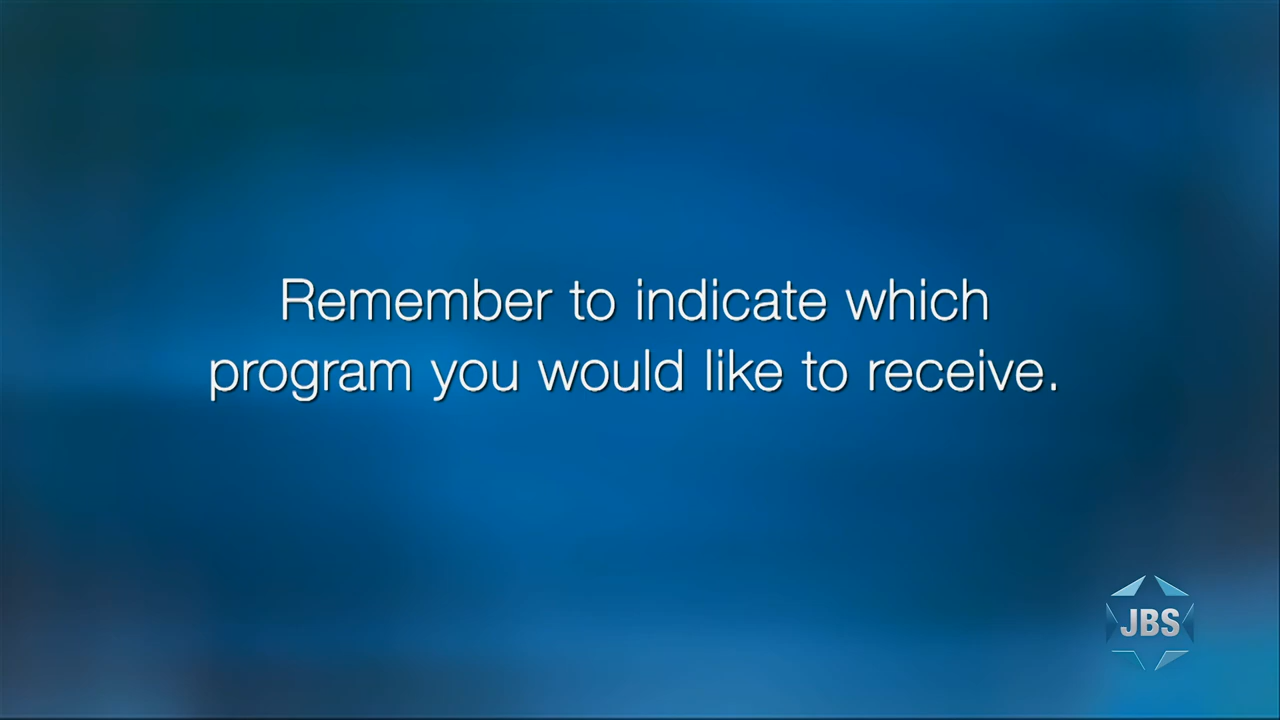 Remember to indicate which
program you would like to receive.
JBS